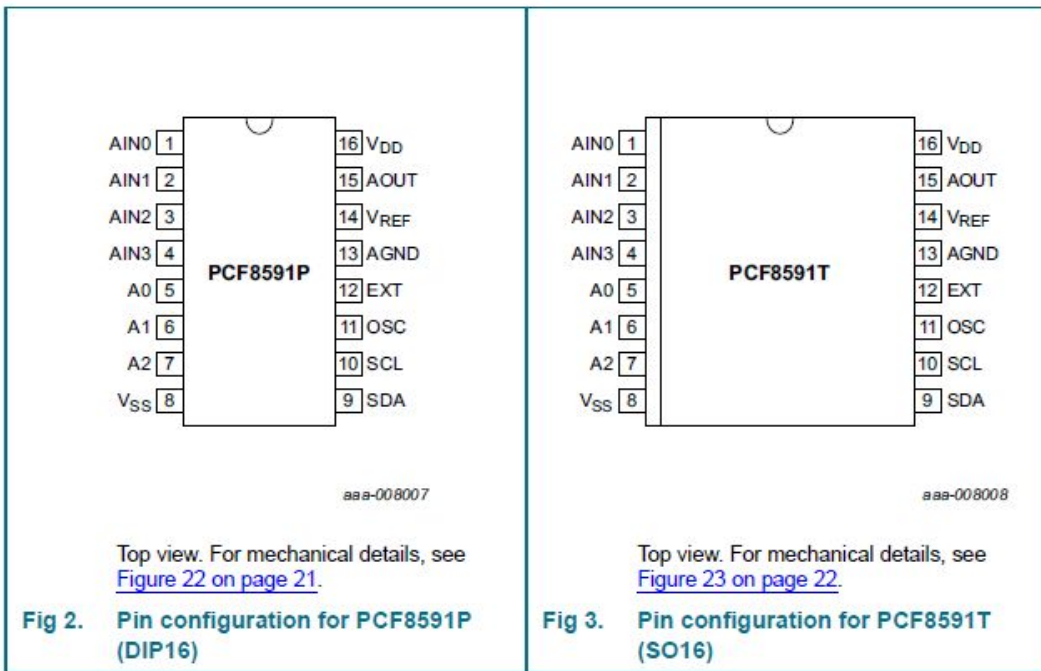 AIN0 1
AIN1 2
AIN2 3
AIN3 4
A0 5
A1 6
A2 7
VSS 8
PCF8591P
16 VDD
15 AOUT
14 VREF
13 AGND
12 EXT
11 OSC
10 SCL
9 SDA
aaa-008007
Top view. For mechanical details, see
Figure 22 on page 21.
Fig 2. Pin configuration for PCF8591P
(DIP16)
AIN0 1
AIN1 2
AIN2 3
AIN3 4
A0 5
A1 6
A2 7
VSS 8
PCF8591T
16 VDD
15 AOUT
14 VREF
13 AGND
12 EXT
11 OSC
10 SCL
9 SDA
aaa-008008
Top view. For mechanical details, see
Figure 23 on page 22.
Fig 3. Pin configuration for PCF8591T
(SO16)